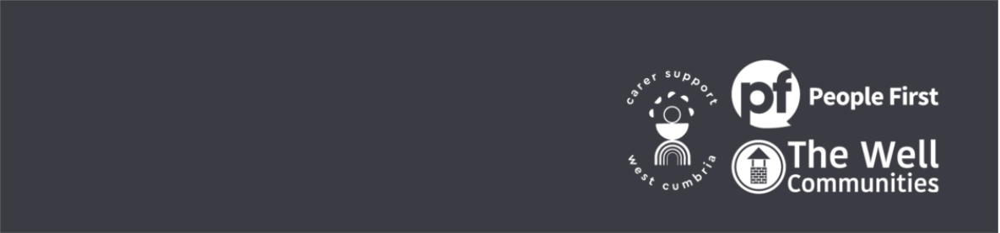 carer support
west cumbria
pf People First
The Well
Communities